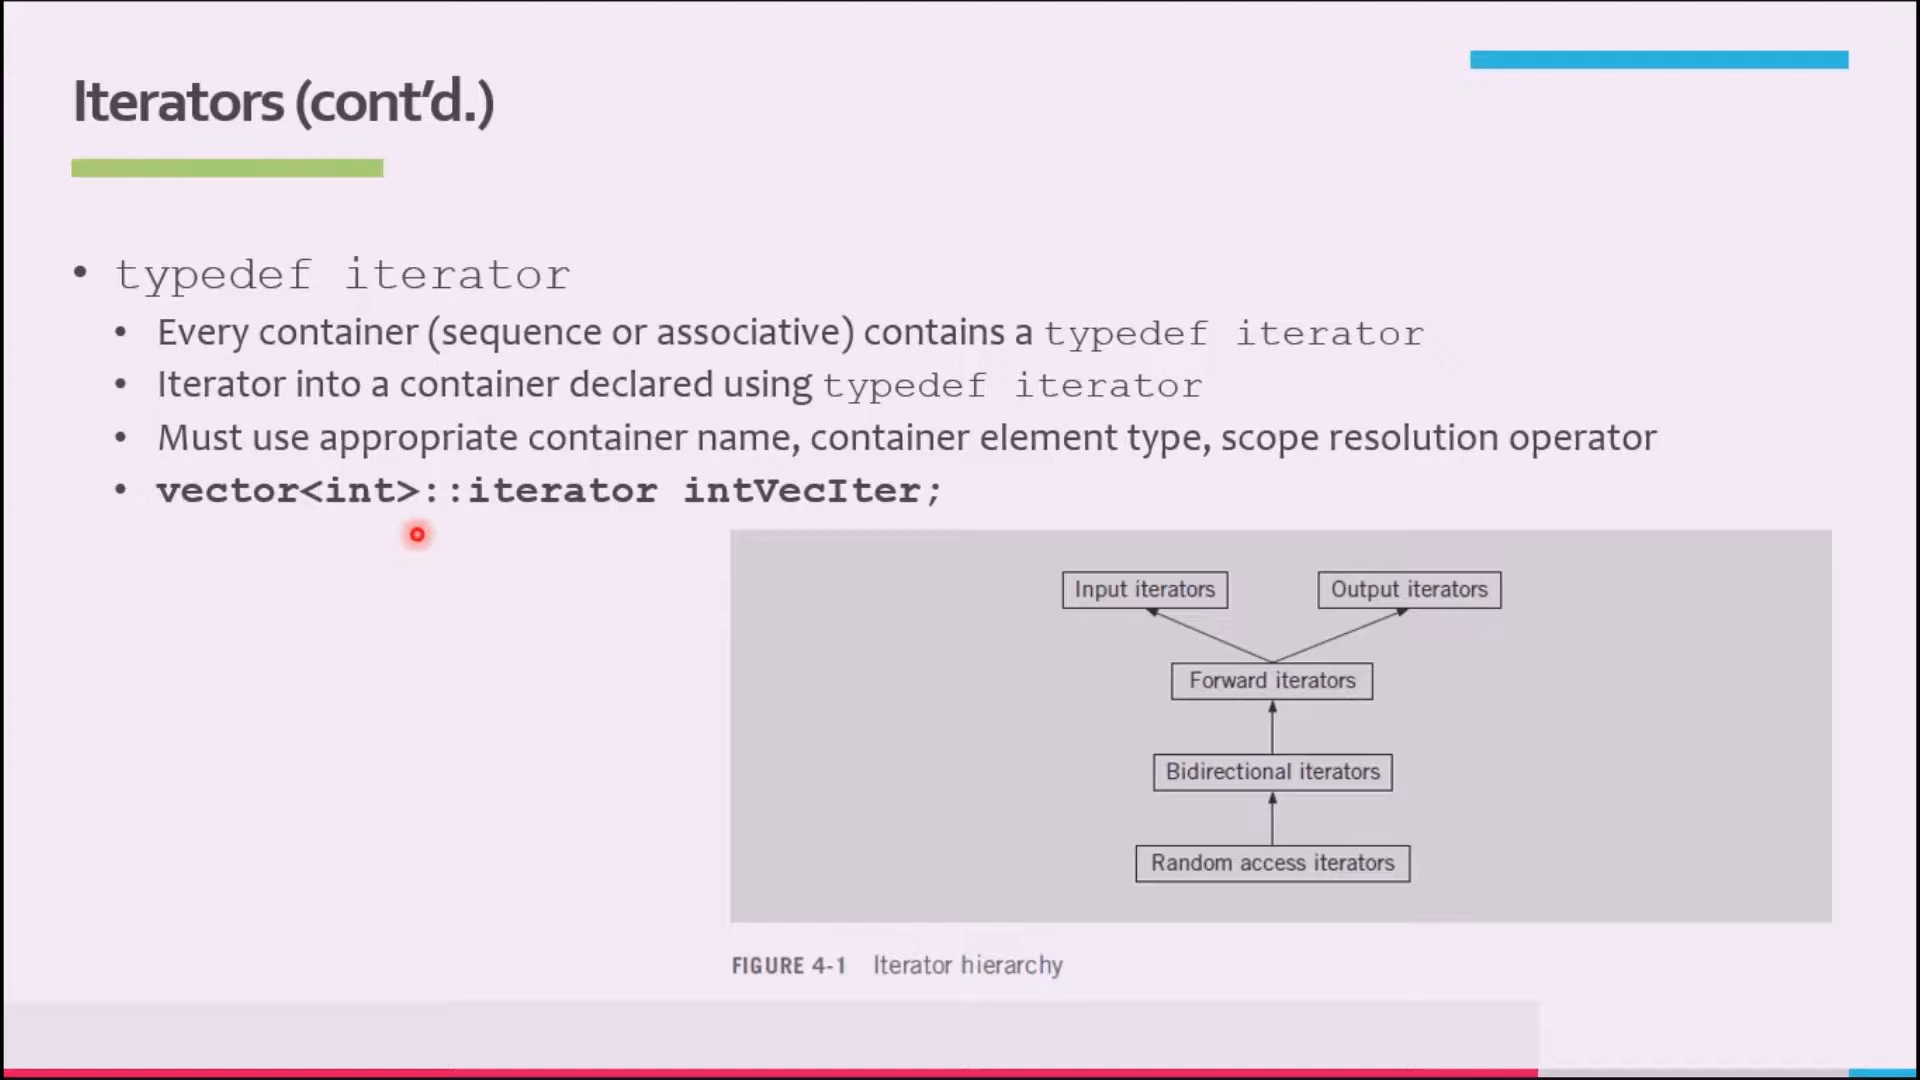 Iterators (cont’d.)
• typedef iterator
• Every container (sequence or associative) contains a typedef iterator
• Iterator into a container declared using typedef iterator
• Must use appropriate container name, container element type, scope resolution operator
• vector<int>::iterator intVecIter;
Input iterators
Output iterators
Forward iterators
Bidirectional iterators
Random access iterators
FIGURE 4-1 Iterator hierarchy